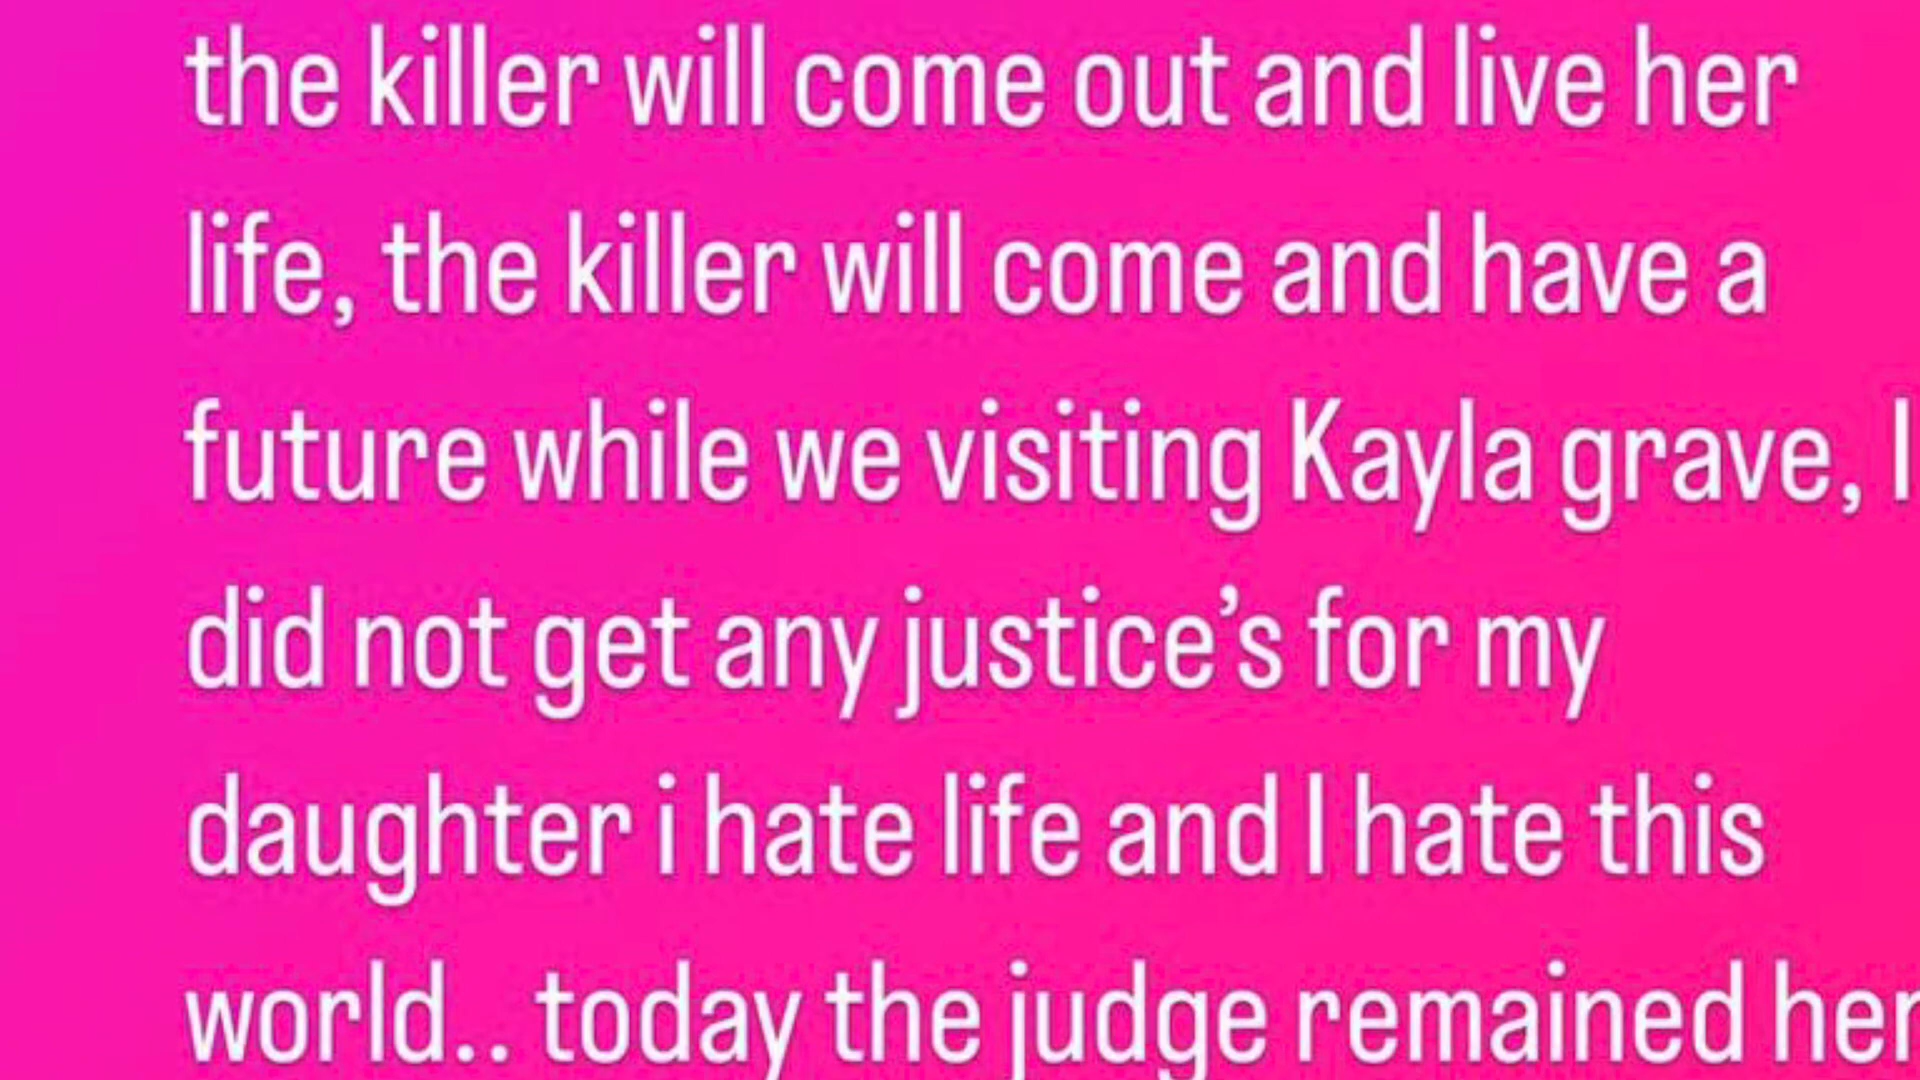 the killer will come out and live her
life, the killer will come and have a
future while we visiting Kayla grave, I
did not get any justice’s for my
daughter i hate life and I hate this
world.. today the judge remained her